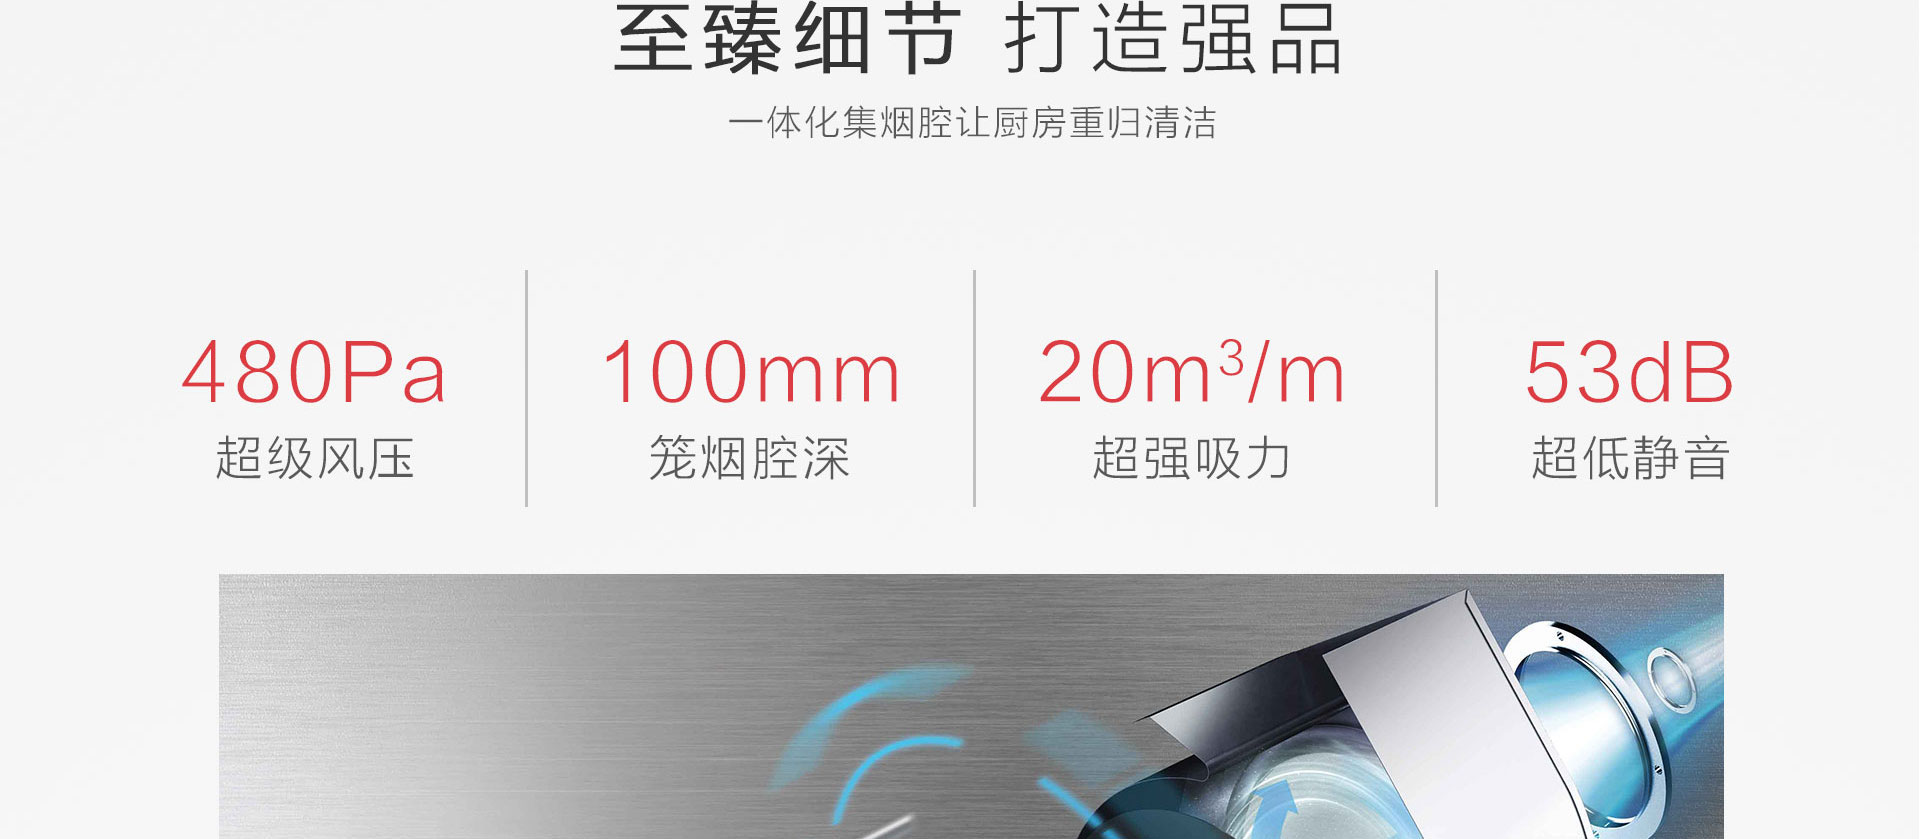 至臻细节 打造强品
一体化集烟腔让厨房重归清洁
480Pa
超级风压
100mm
笼烟腔深
20m³/m
超强吸力
53dB
超低静音